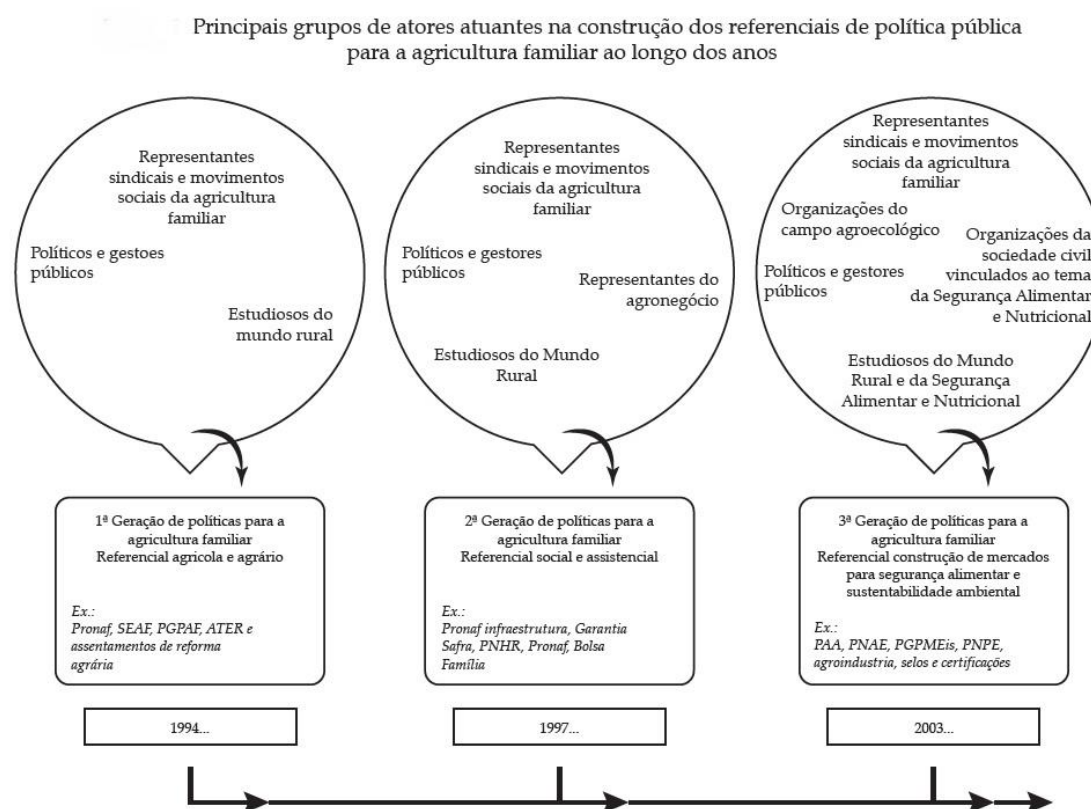 Principais grupos de atores atuantes na construção dos referenciais de política pública
para a agricultura familiar ao longo dos anos
Representantes
sindicais e movimentos
sociais da agricultura
familiar
Políticos e gestoes
públicos
Estudiosos do
mundo rural
Representantes
sindicais e movimentos
sociais da agricultura
familiar
Políticos e gestores
públicos
Representantes do
agronegócio
Estudiosos do Mundo
Rural
Representantes
sindicais e movimentos
sociais da agricultura
familiar
Organizações do
campo agroecológico
Organizações da
sociedade civil
vinculados ao tema
da Segurança Alimentar
e Nutricional
Políticos e gestores
públicos
Estudiosos do Mundo
Rural e da Segurança
Alimentar e Nutricional
1ª Geração de políticas para a
agricultura familiar
Referencial agricola e agrário
Ex.:
Pronaf, SEAF, PGPAF, ATER e
assentamentos de reforma
agrária
2ª Geração de políticas para a
agricultura familiar
Referencial social e assistencial
Ex.:
Pronaf infraestrutura, Garantia
Safra, PNHR, Pronaf, Bolsa
Família
3ª Geração de políticas para a
agricultura familiar
Referencial construção de mercados
para segurança alimentar e
sustentabilidade ambiental
Ex.:
PAA, PNAE, PGPMEis, PNPE,
agroindustria, selos e certificações
1994...
1997...
2003...